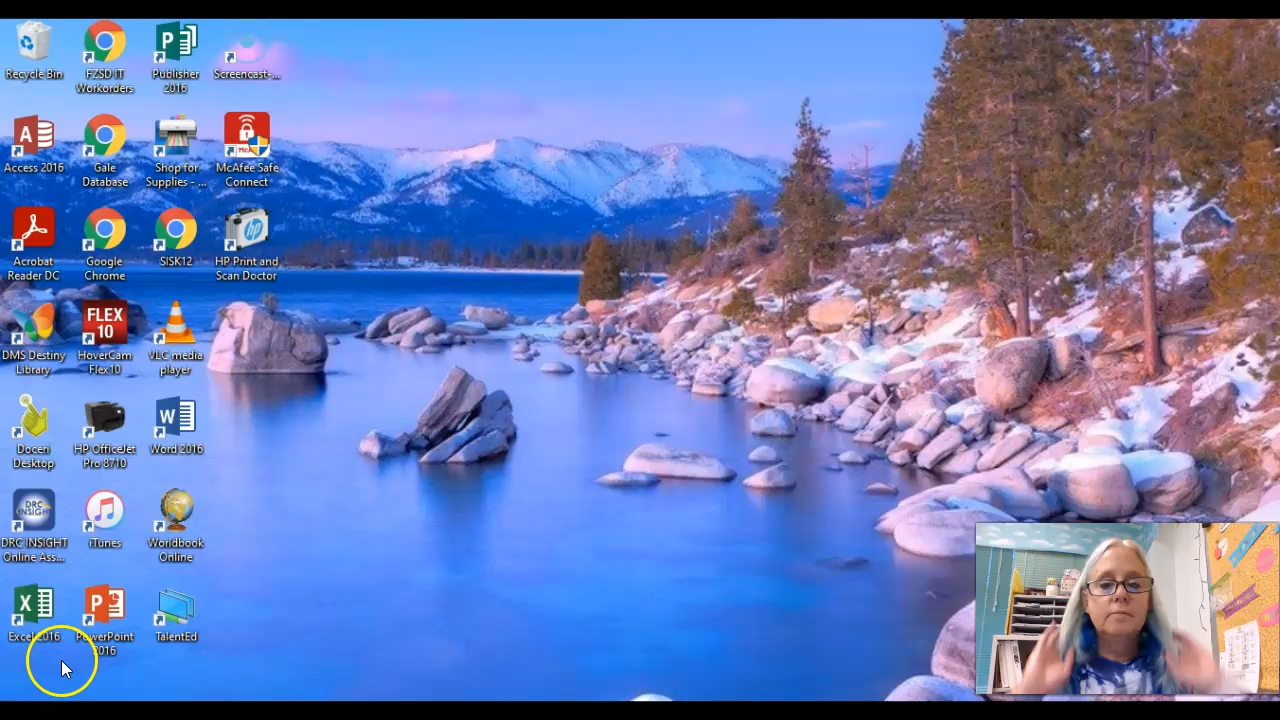 Recycle Bin
FZSD IT
Workorders
Publisher
2016
Screencast-...
Access 2016
Gale
Database
Shop for
Supplies - ...
McAfee Safe
Connect
Acrobat
Reader DC
Google
Chrome
SISK12
HP Print and
Scan Doctor
DMS Destiny
Library
FLEX
10
HoverCam
Flex10
VLC media
player
Doceri
Desktop
HP OfficeJet
Pro 8710
Word 2016
DRC
INSIGHT
DRC INSIGHT
Online Ass...
iTunes
Worldbook
Online
Excel 2016
PowerPoint
2016
TalentEd